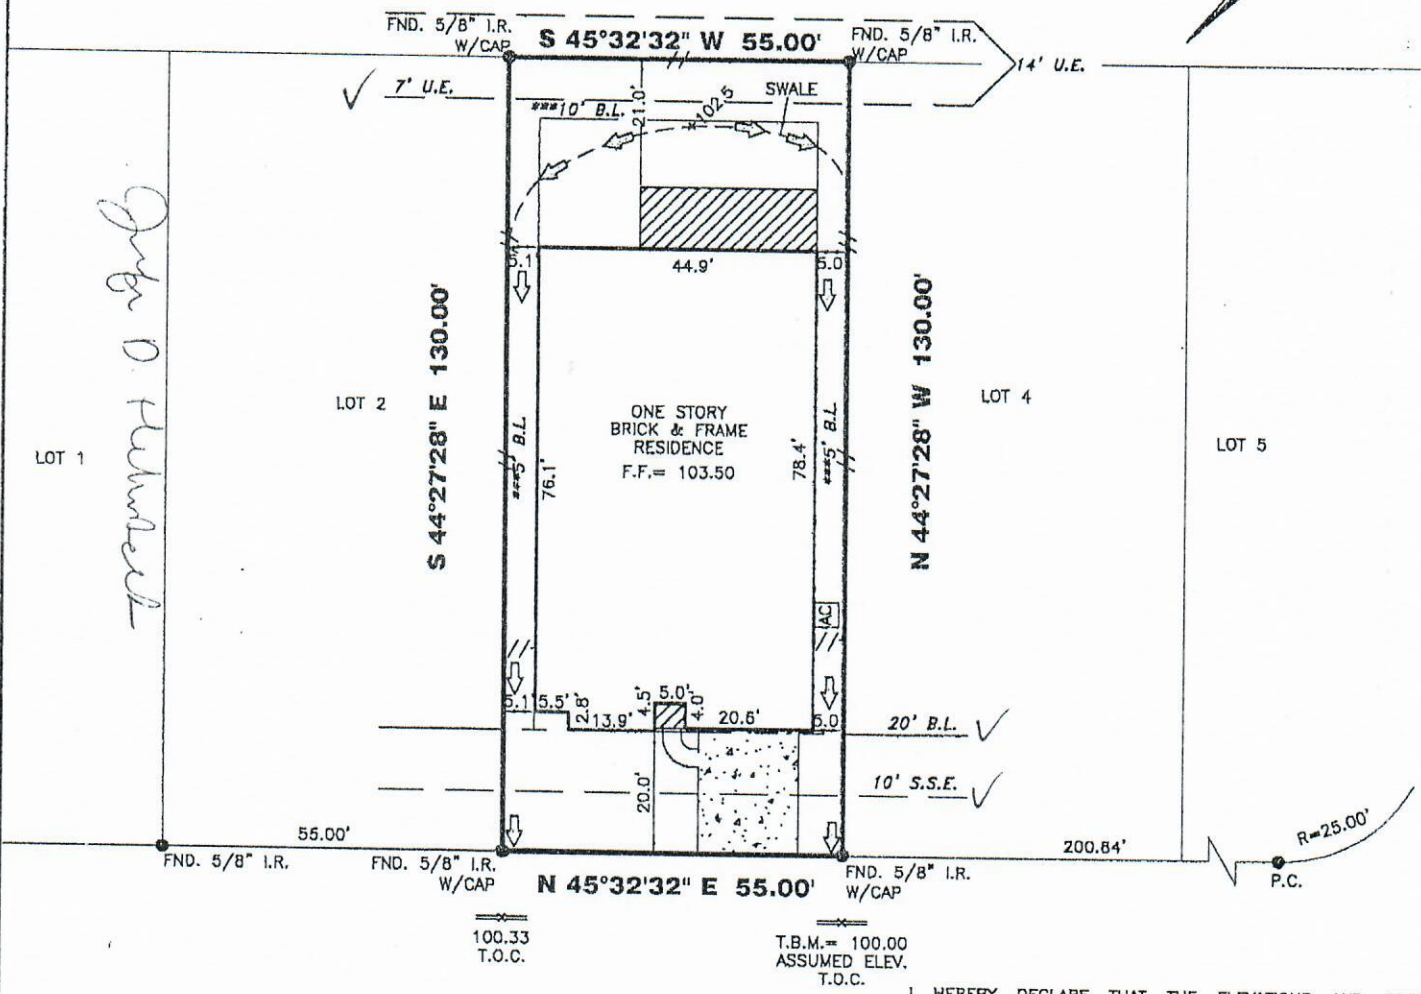 FND. 5/8" I.R.
W/CAP
S 45°32'32" W 55.00'
FND. 5/8" I.R.
W/CAP
14' U.E.
7' U.E.
***10' B.L.
21.0'
102.5
SWALE
5.1'
44.9'
5.0
S 44°27'28" E 130.00'
N 44°27'28" W 130.00'
LOT 1
LOT 2
***5' B.L.
76.1'
ONE STORY
BRICK & FRAME
RESIDENCE
F.F.= 103.50
78.4'
***5' B.L.
LOT 4
LOT 5
AC
5.1'
5.5'
2.8'
13.9'
4.5'
5.0'
4.0'
20.6'
5.0
20' B.L.
10' S.S.E.
20.0'
55.00'
FND. 5/8" I.R.
FND. 5/8" I.R.
W/CAP
N 45°32'32" E 55.00'
FND. 5/8" I.R.
W/CAP
200.84'
R=25.00'
P.C.
100.33
T.O.C.
T.B.M.= 100.00
ASSUMED ELEV.
T.O.C.
I HEREBY DECLARE THAT THE